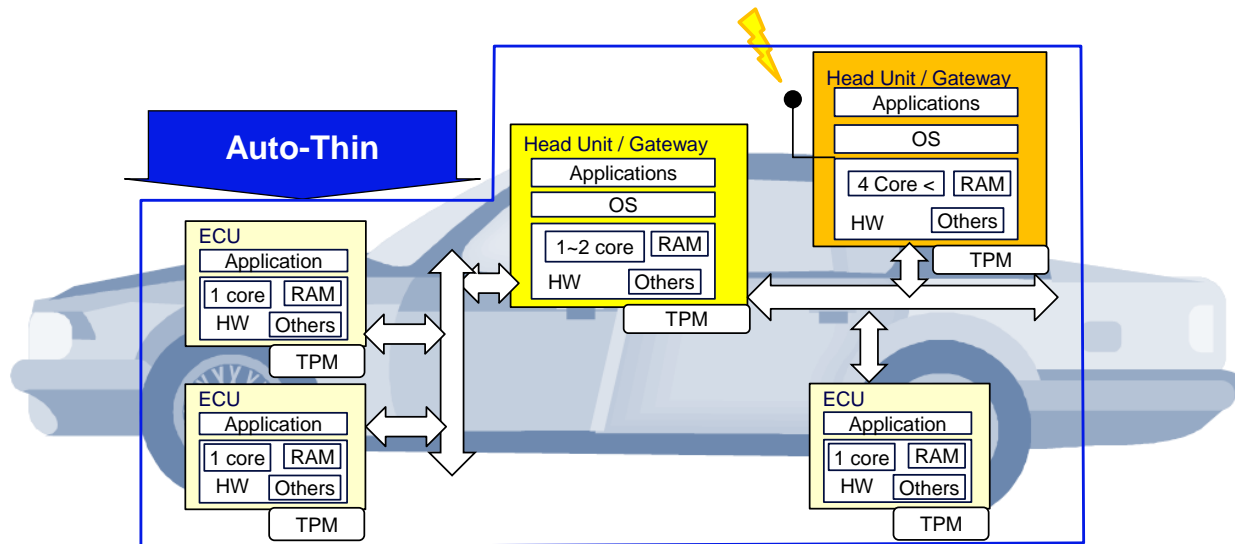 Auto-Thin
Head Unit / Gateway
Applications
OS
4 Core <
RAM
HW
Others
TPM
Head Unit / Gateway
Applications
OS
1~2 core
RAM
HW
Others
TPM
ECU
Application
1 core
RAM
HW
Others
TPM
ECU
Application
1 core
RAM
HW
Others
TPM
ECU
Application
1 core
RAM
HW
Others
TPM